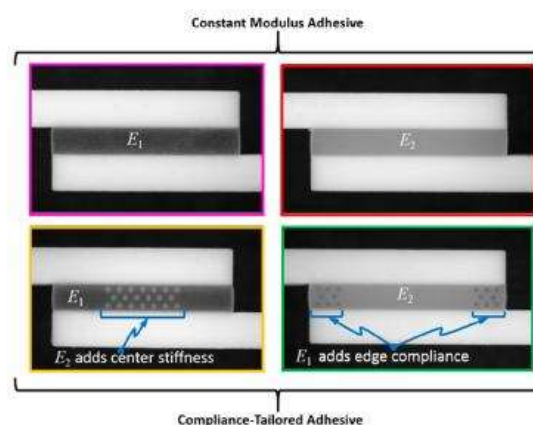 Constant Modulus Adhesive
E₁
E₂
E₁
E₂
E₂ adds center stiffness
E₁ adds edge compliance
Compliance-Tailored Adhesive